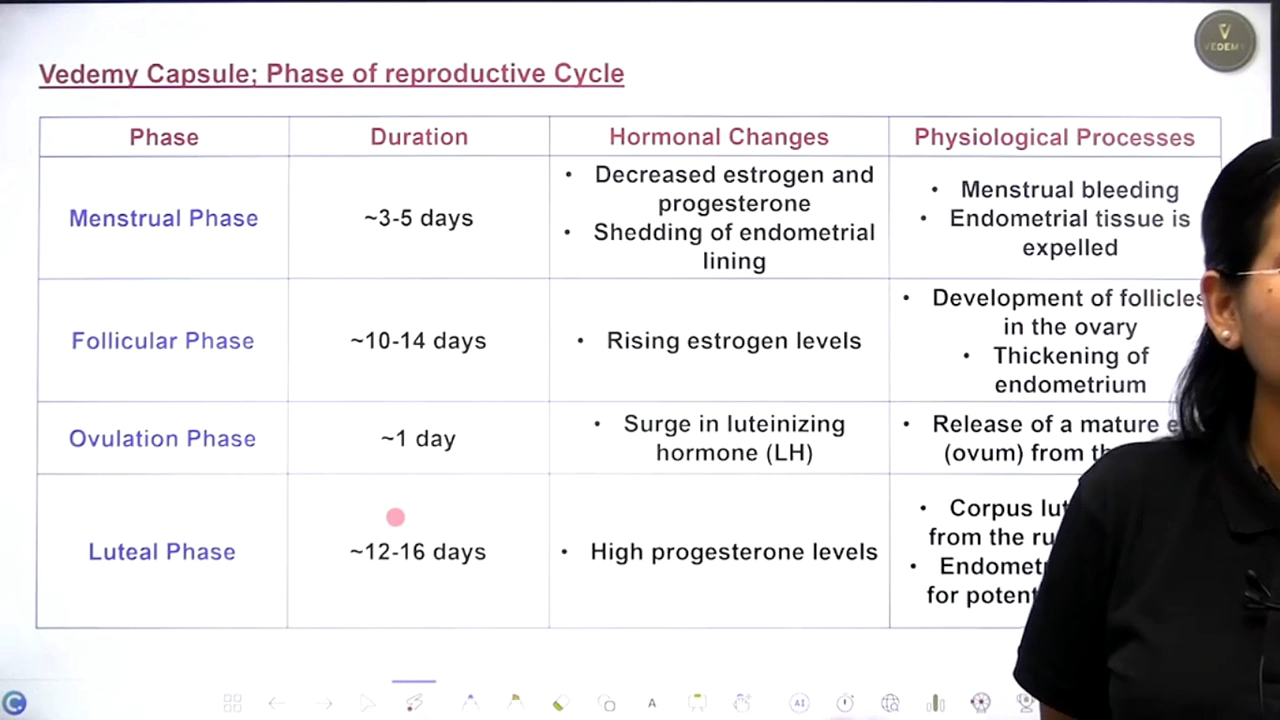 VEDEMY
Vedemy Capsule; Phase of reproductive Cycle
Phase Duration Hormonal Changes Physiological Processes
Menstrual Phase
~3-5 days
• Decreased estrogen and
progesterone
• Shedding of endometrial
lining
• Menstrual bleeding
• Endometrial tissue is
expelled
Follicular Phase
~10-14 days
• Rising estrogen levels
• Development of follicles
in the ovary
• Thickening of
endometrium
Ovulation Phase
~1 day
• Surge in luteinizing
hormone (LH)
• Release of a mature
(ovum) from
Luteal Phase
~12-16 days
• High progesterone levels
• Corpus
from the
for
A
AI